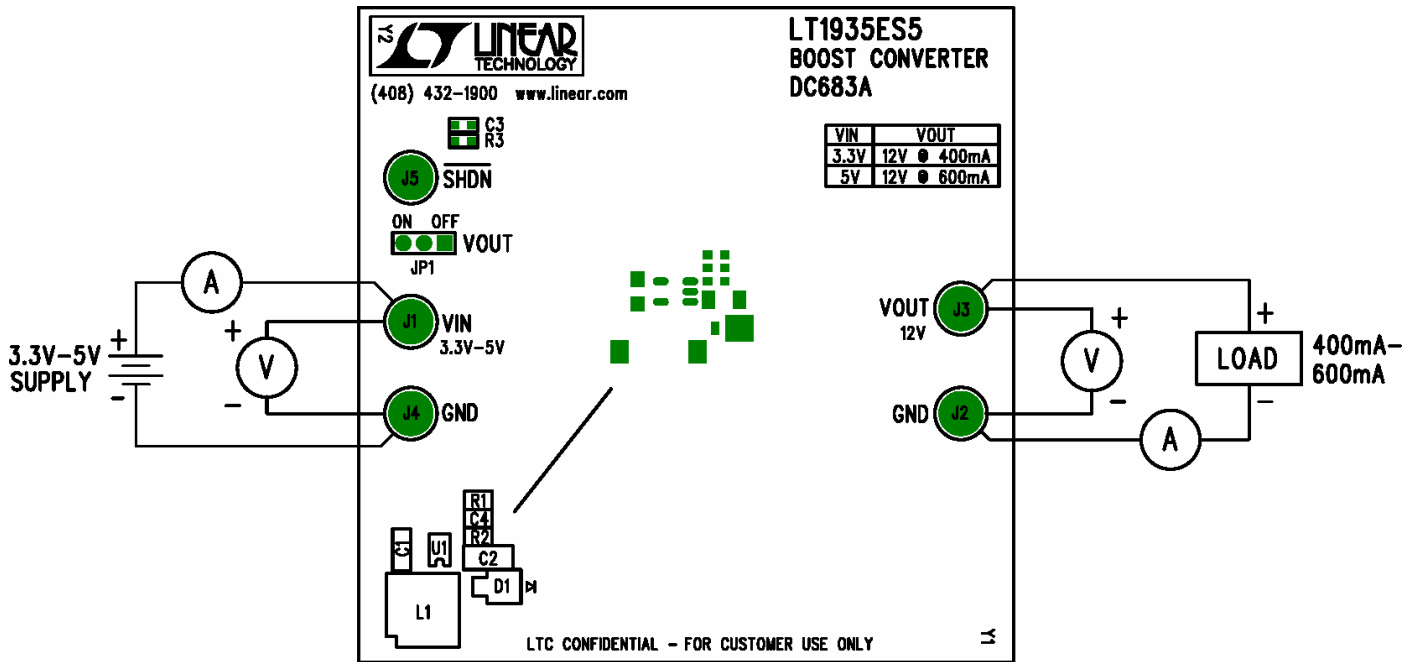 Y2
LT LINEAR
TECHNOLOGY
(408) 432-1900 www.linear.com
LT1935ES5
BOOST CONVERTER
DC683A
C3
R3
VIN VOUT
3.3V 12V @ 400mA
5V 12V @ 600mA
J5 SHDN
ON OFF
VOUT
JP1
A
J1 VIN
3.3V-5V
+
V
-
3.3V-5V
SUPPLY
+
-
J4 GND
VOUT J3
12V
+
V
-
GND J2
+
LOAD
-
400mA-
600mA
A
R1
C4
R2
C1
U1
C2
D1
L1
LTC CONFIDENTIAL - FOR CUSTOMER USE ONLY
Y1